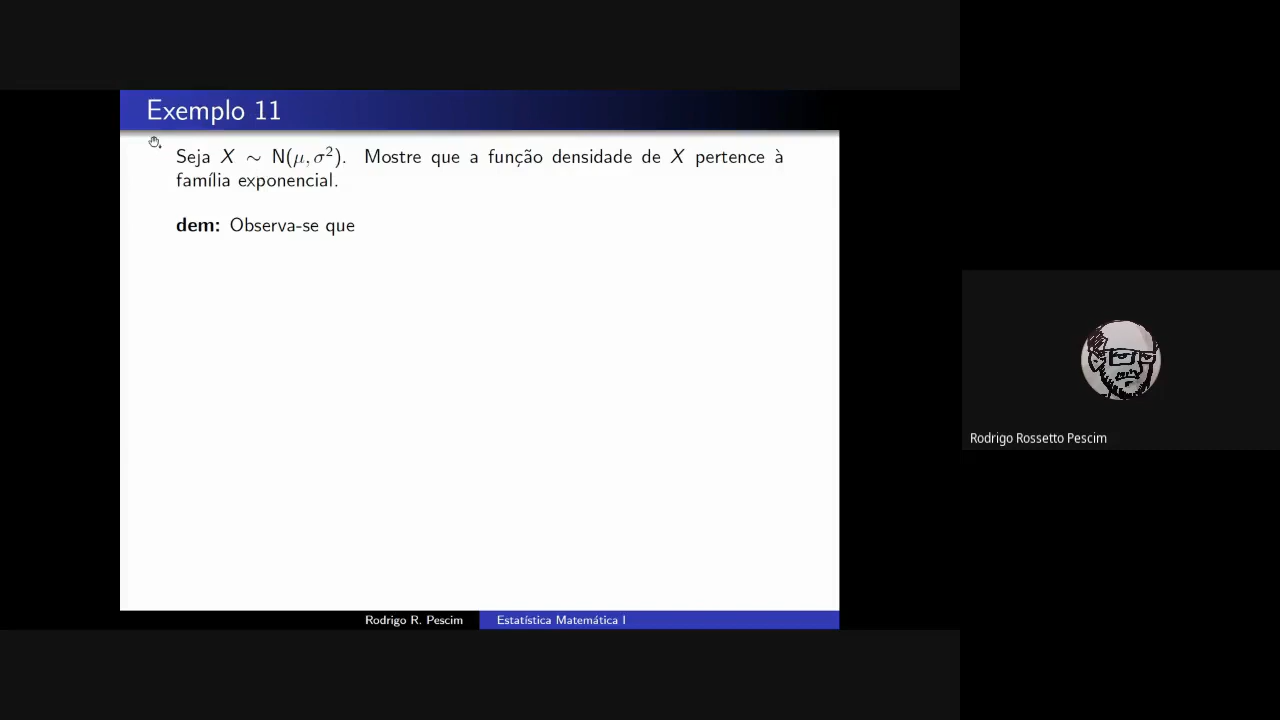 Exemplo 11
Seja X ∼ N(μ, σ²). Mostre que a função densidade de X pertence à
família exponencial.
dem: Observa-se que
Rodrigo Rossetto Pescim
Rodrigo R. Pescim
Estatística Matemática I